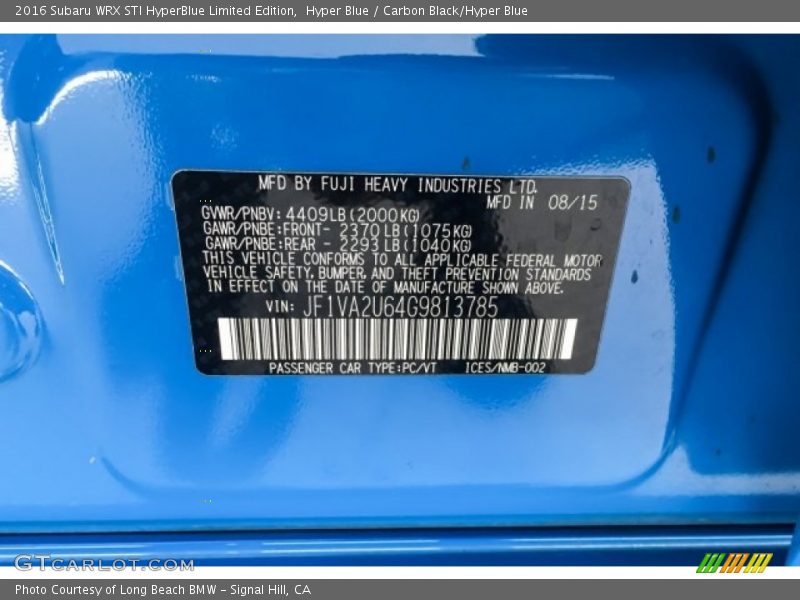 2016 Subaru WRX STI HyperBlue Limited Edition,  Hyper Blue / Carbon Black/Hyper Blue
MFD BY FUJI HEAVY INDUSTRIES LTD.
MFD IN 08/15
GVWR/PNBV: 4409LB(2000KG)
GAWR/PNBE:FRONT- 2370LB(1075KG)
GAWR/PNBE:REAR - 2293LB(1040KG)
THIS VEHICLE CONFORMS TO ALL APPLICABLE FEDERAL MOTOR
VEHICLE SAFETY, BUMPER, AND THEFT PREVENTION STANDARDS
IN EFFECT ON THE DATE OF MANUFACTURE SHOWN ABOVE.
VIN: JF1VA2U64G9813785
PASSENGER CAR TYPE:PC/VT 1CES/NMB-002
GTCARLOT.COM
Photo Courtesy of Long Beach BMW - Signal Hill, CA